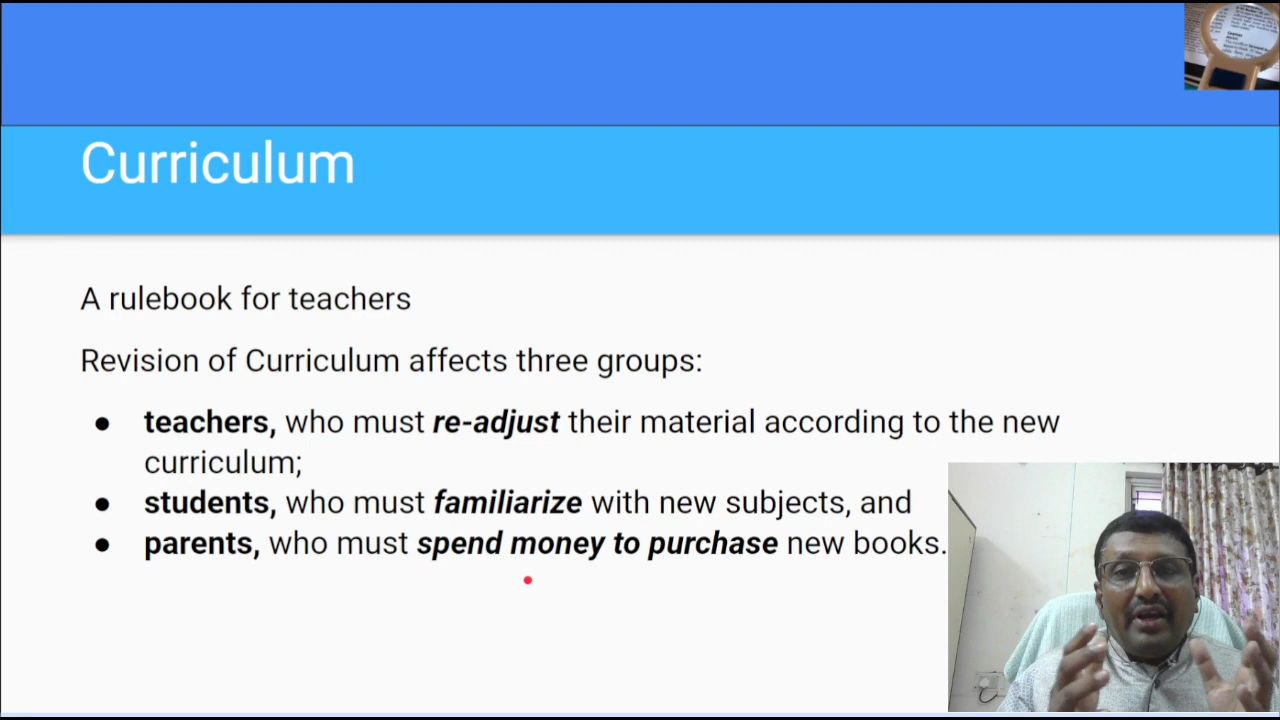 Curriculum
A rulebook for teachers
Revision of Curriculum affects three groups:
● teachers, who must re-adjust their material according to the new
curriculum;
● students, who must familiarize with new subjects, and
● parents, who must spend money to purchase new books.